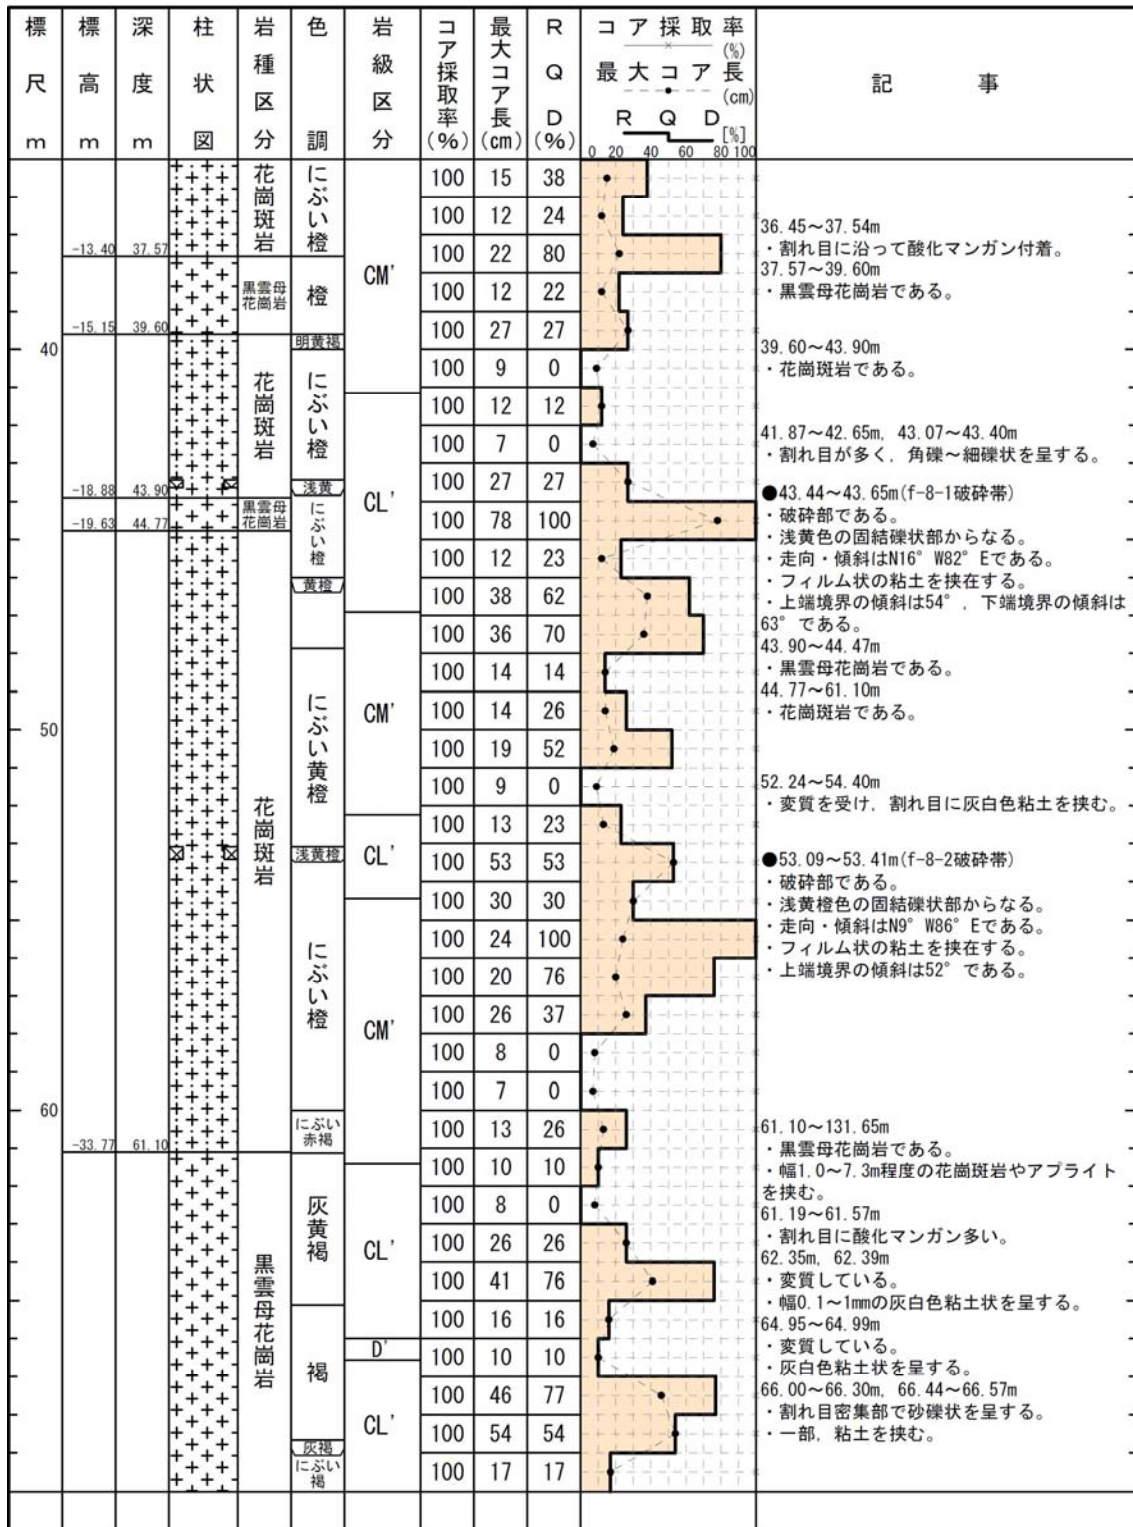 標尺 m
標高 m
深度 m
柱状図
岩種区分
色調
岩級区分
コア採取率(%)
最大コア長(cm)
RQD(%)
コア採取率(%)
最大コア長(cm)
RQD[%]
0 20 40 60 80 100
記事
40
50
60
-13.40 37.57
-15.15 39.60
-18.88 43.90
-19.63 44.77
-33.77 61.10
花崗斑岩
黒雲母花崗岩
花崗斑岩
黒雲母花崗岩
花崗斑岩
黒雲母花崗岩
にぶい橙
橙
明黄褐
にぶい橙
浅黄
にぶい橙
黄橙
にぶい黄橙
浅黄橙
にぶい橙
にぶい赤褐
灰黄褐
褐
灰褐
にぶい褐
CM'
CL'
CM'
CL'
CM'
CL'
D'
CL'
100 15 38
100 12 24
100 22 80
100 12 22
100 27 27
100 9 0
100 12 12
100 7 0
100 27 27
100 78 100
100 12 23
100 38 62
100 36 70
100 14 14
100 14 26
100 19 52
100 9 0
100 13 23
100 53 53
100 30 30
100 24 100
100 20 76
100 26 37
100 8 0
100 7 0
100 13 26
100 10 10
100 8 0
100 26 26
100 41 76
100 16 16
100 10 10
100 46 77
100 54 54
100 17 17
36.45～37.54m
・割れ目に沿って酸化マンガン付着。
37.57～39.60m
・黒雲母花崗岩である。
39.60～43.90m
・花崗斑岩である。
41.87～42.65m, 43.07～43.40m
・割れ目が多く，角礫～細礫状を呈する。
●43.44～43.65m(f-8-1破砕帯)
・破砕部である。
・浅黄色の固結礫状部からなる。
・走向・傾斜はN16°W82°Eである。
・フィルム状の粘土を挟在する。
・上端境界の傾斜は54°，下端境界の傾斜は
63°である。
43.90～44.47m
・黒雲母花崗岩である。
44.77～61.10m
・花崗斑岩である。
52.24～54.40m
・変質を受け，割れ目に灰白色粘土を挟む。
●53.09～53.41m(f-8-2破砕帯)
・破砕部である。
・浅黄橙色の固結礫状部からなる。
・走向・傾斜はN9°W86°Eである。
・フィルム状の粘土を挟在する。
・上端境界の傾斜は52°である。
61.10～131.65m
・黒雲母花崗岩である。
・幅1.0～7.3m程度の花崗斑岩やアプライト
を挟む。
61.19～61.57m
・割れ目に酸化マンガン多い。
62.35m, 62.39m
・変質している。
・幅0.1～1mmの灰白色粘土状を呈する。
64.95～64.99m
・変質している。
・灰白色粘土状を呈する。
66.00～66.30m, 66.44～66.57m
・割れ目密集部で砂礫状を呈する。
・一部，粘土を挟む。